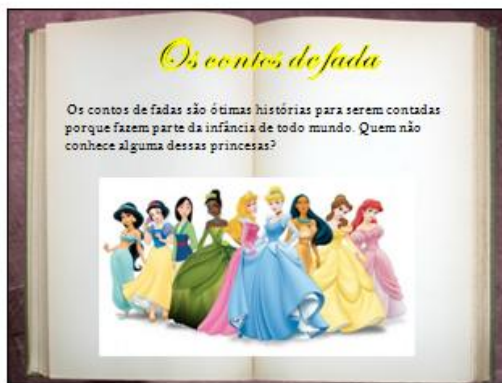 Os contos de fada
Os contos de fadas são ótimas histórias para serem contadas
porque fazem parte da infância de todo mundo. Quem não
conhece alguma dessas princesas?